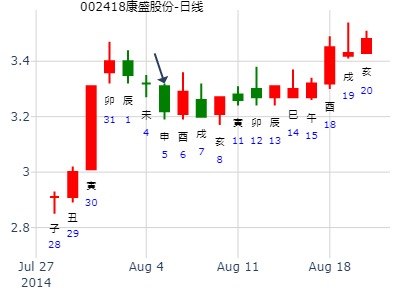 002418康盛股份-日线
3.4
3.2
3
2.8
子
28
丑
29
寅
30
卯
31
辰
1
未
4
申
5
酉
6
戌
7
亥
8
寅
11
卯
12
辰
13
巳
14
午
15
酉
18
戌
19
亥
20
Jul 27
2014
Aug 4
Aug 11
Aug 18